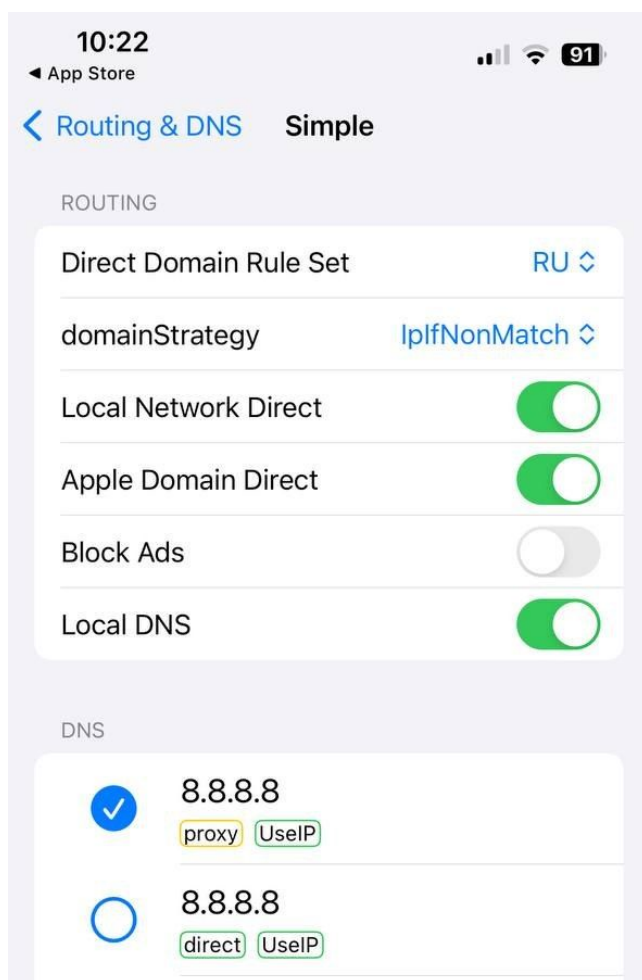 10:22
91
◀ App Store
Routing & DNS Simple
ROUTING
Direct Domain Rule Set RU
domainStrategy IpIfNonMatch
Local Network Direct
Apple Domain Direct
Block Ads
Local DNS
DNS
8.8.8.8
proxy UseIP
8.8.8.8
direct UseIP